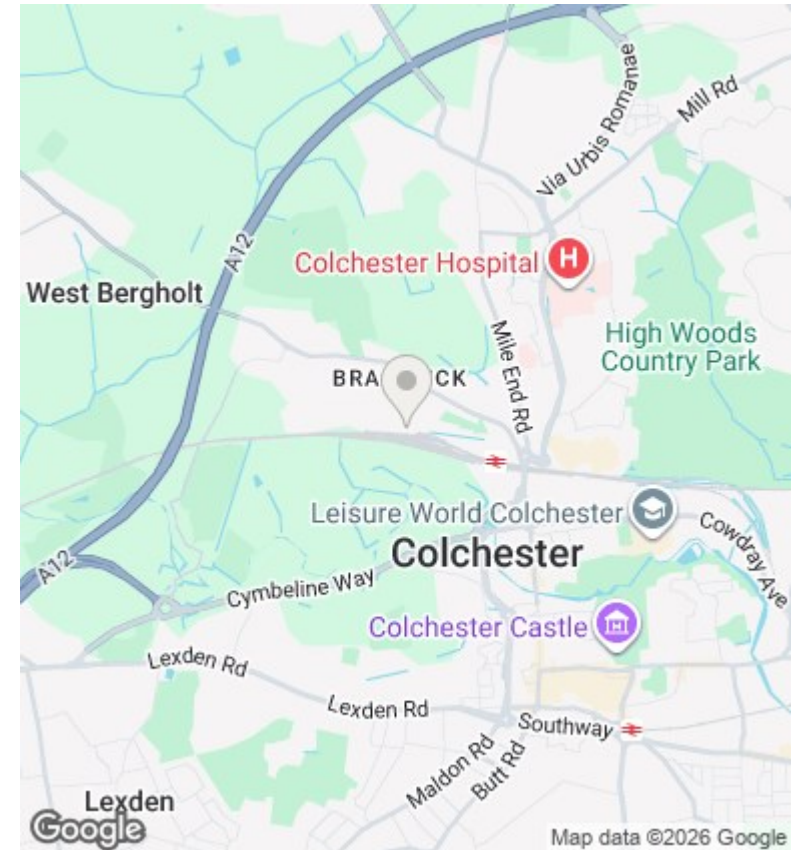 Via Urbis Romanae
Mill Rd
A12
Colchester Hospital
H
West Bergholt
Mile End Rd
High Woods
Country Park
Leisure World Colchester
Colchester
Cowdray Ave
A12
Cymbeline Way
Colchester Castle
Lexden Rd
Lexden Rd
Southway
Maldon Rd
Butt Rd
Lexden
Google
Map data ©2026 Google